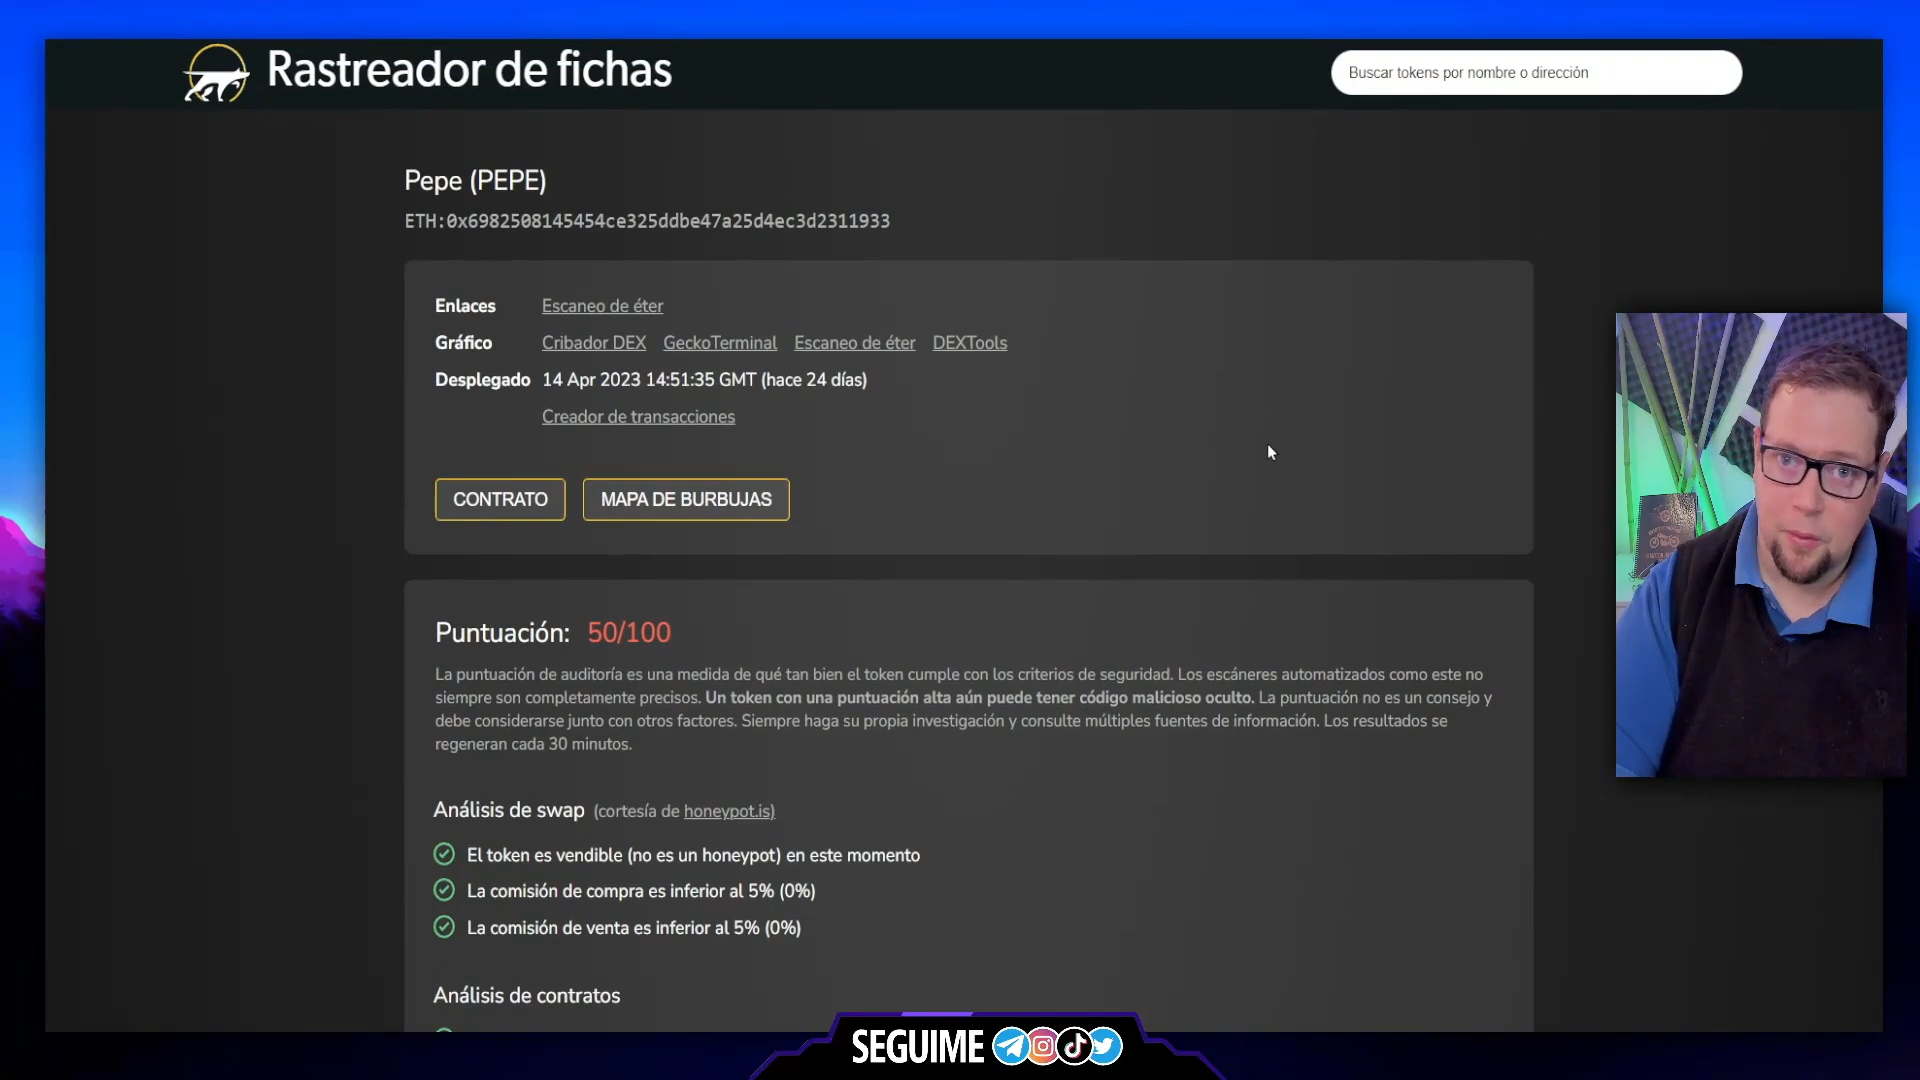 Rastreador de fichas
Buscar tokens por nombre o dirección
Pepe (PEPE)
ETH:0x6982508145454ce325ddbe47a25d4ec3d2311933
Enlaces Escaneo de éter
Gráfico Cribador DEX GeckoTerminal Escaneo de éter DEXTools
Desplegado 14 Apr 2023 14:51:35 GMT (hace 24 días)
Creador de transacciones
CONTRATO MAPA DE BURBUJAS
Puntuación: 50/100
La puntuación de auditoría es una medida de qué tan bien el token cumple con los criterios de seguridad. Los escáneres automatizados como este no
siempre son completamente precisos. Un token con una puntuación alta aún puede tener código malicioso oculto. La puntuación no es un consejo y
debe considerarse junto con otros factores. Siempre haga su propia investigación y consulte múltiples fuentes de información. Los resultados se
regeneran cada 30 minutos.
Análisis de swap (cortesía de honeypot.is)
El token es vendible (no es un honeypot) en este momento
La comisión de compra es inferior al 5% (0%)
La comisión de venta es inferior al 5% (0%)
Análisis de contratos
SEGUIME